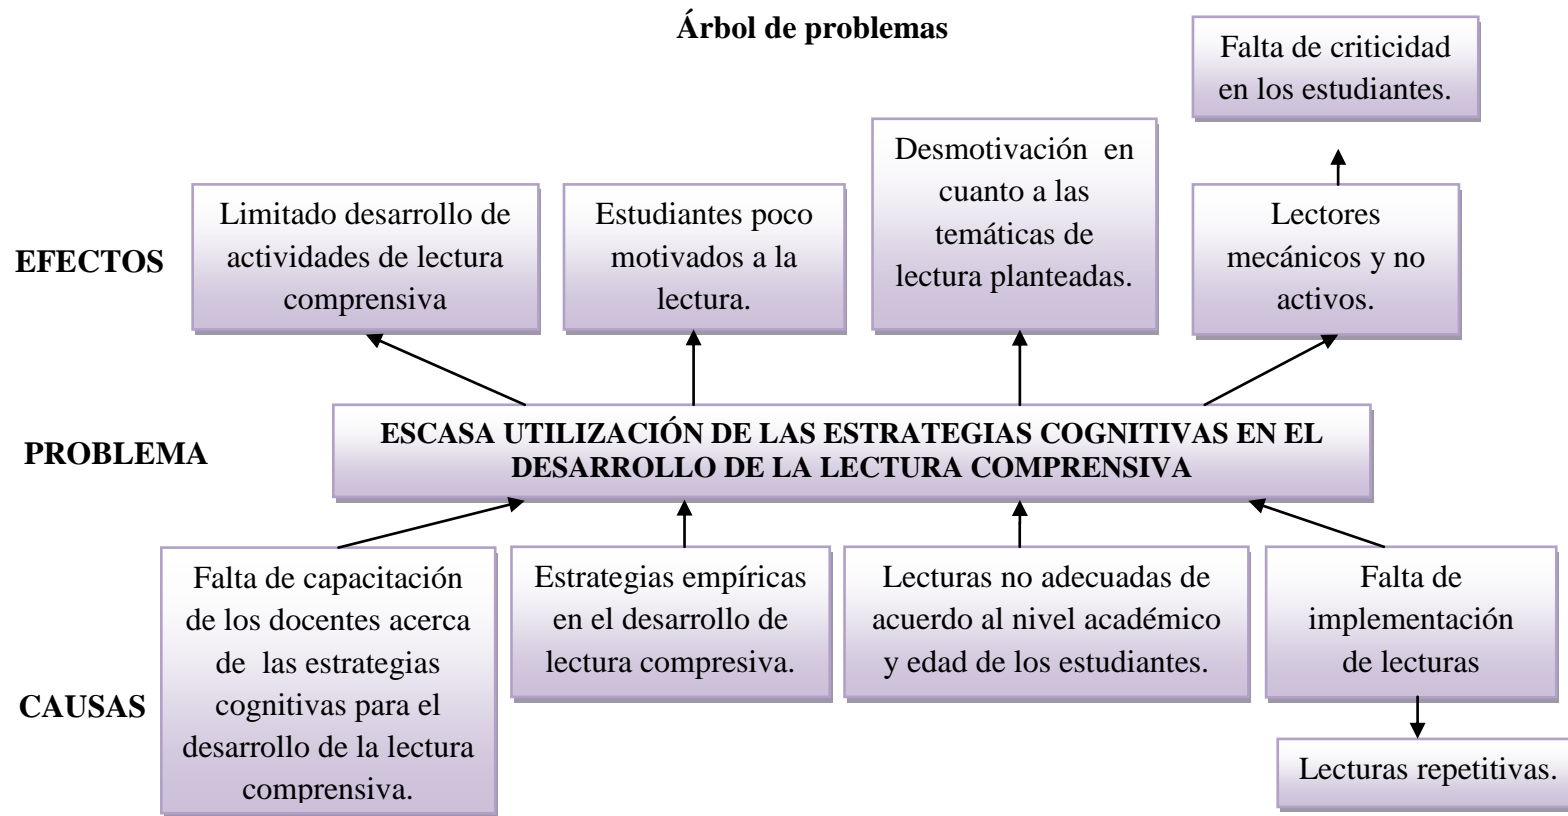 Árbol de problemas
Falta de criticidad
en los estudiantes.
EFECTOS
Limitado desarrollo de
actividades de lectura
comprensiva
Estudiantes poco
motivados a la
lectura.
Desmotivación en
cuanto a las
temáticas de
lectura planteadas.
Lectores
mecánicos y no
activos.
PROBLEMA
ESCASA UTILIZACIÓN DE LAS ESTRATEGIAS COGNITIVAS EN EL
DESARROLLO DE LA LECTURA COMPRENSIVA
CAUSAS
Falta de capacitación
de los docentes acerca
de las estrategias
cognitivas para el
desarrollo de la lectura
comprensiva.
Estrategias empíricas
en el desarrollo de
lectura compresiva.
Lecturas no adecuadas de
acuerdo al nivel académico
y edad de los estudiantes.
Falta de
implementación
de lecturas
Lecturas repetitivas.